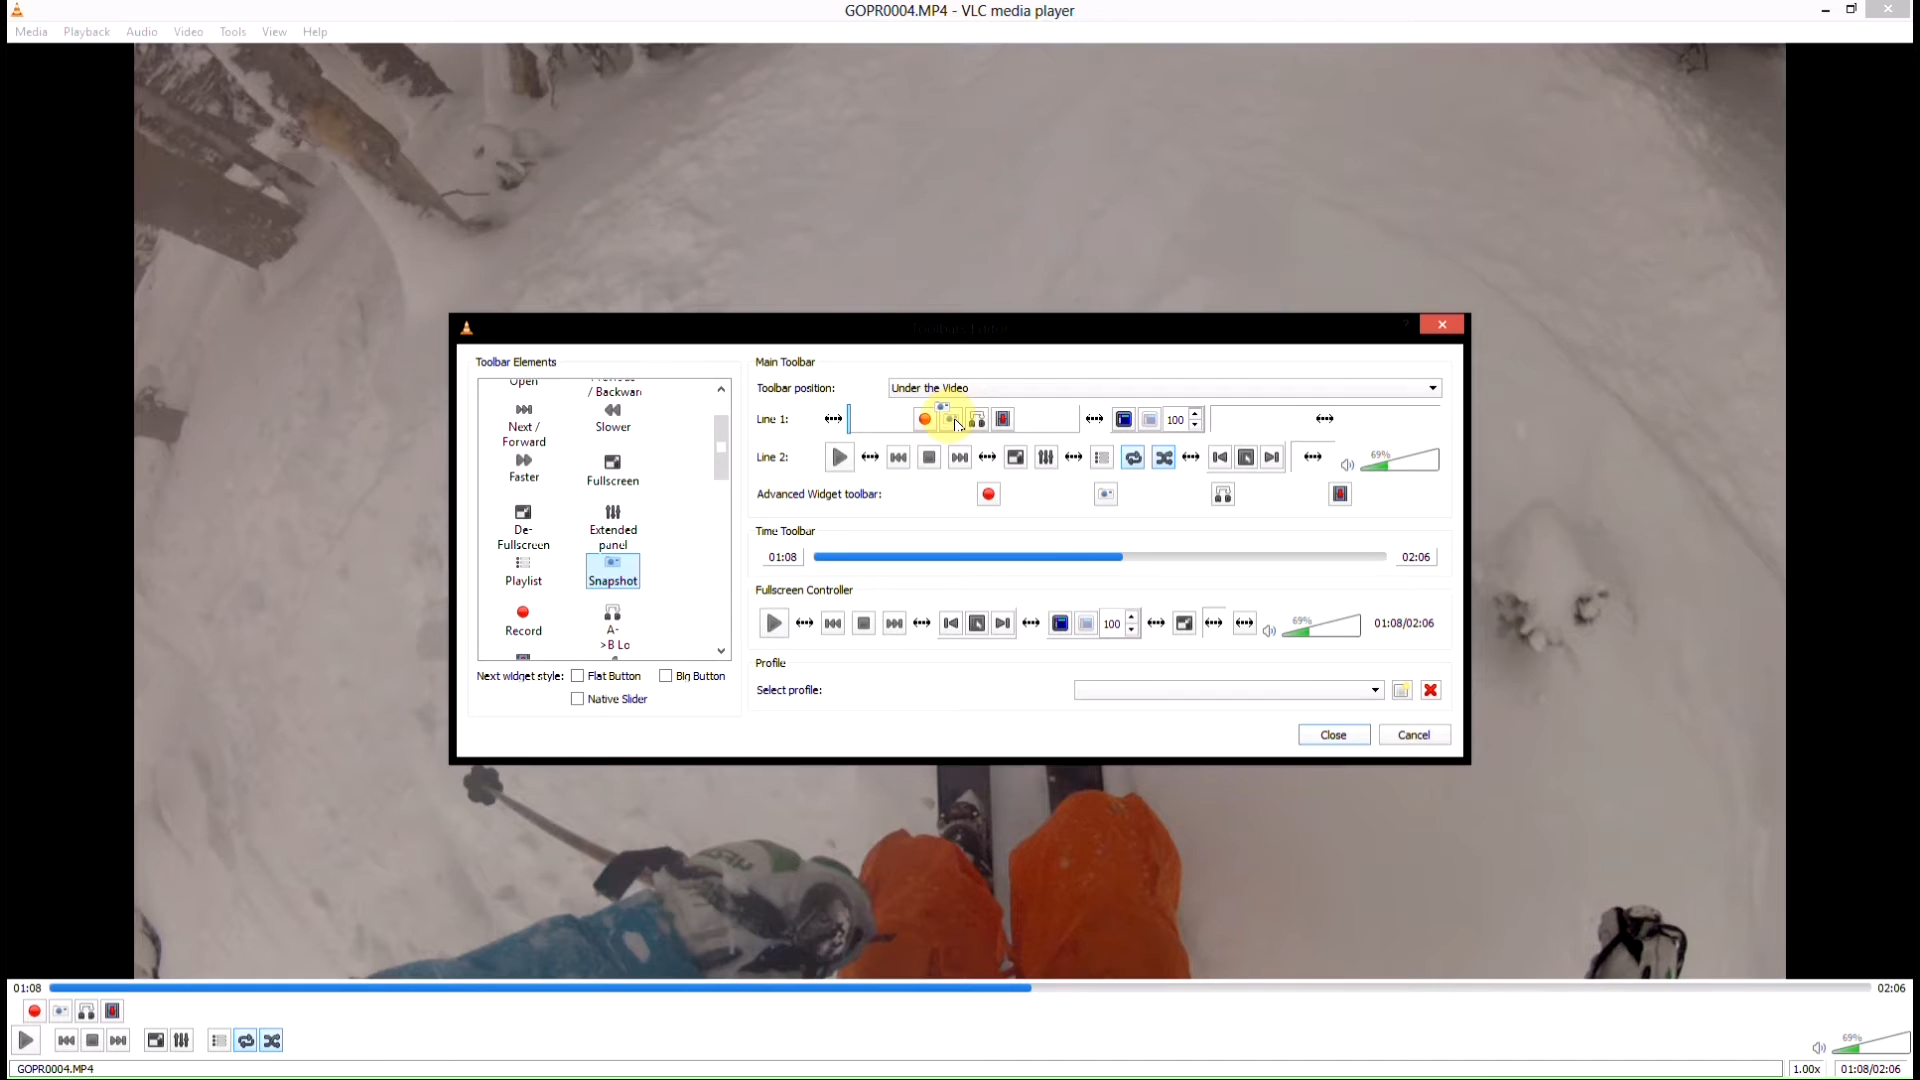 GOPR0004.MP4 - VLC media player
Media Playback Audio Video Tools View Help
Toolbar Elements
Open
/ Backwar
Next /
Forward
Slower
Faster
Fullscreen
De-
Fullscreen
Extended
panel
Playlist
Snapshot
Record
A-
>B Lo
Next widget style: Flat Button Big Button
Native Slider
Main Toolbar
Toolbar position: Under the Video
Line 1: 100
Line 2: 69%
Advanced Widget toolbar:
Time Toolbar
01:08 02:06
Fullscreen Controller
100 69% 01:08/02:06
Profile
Select profile:
Close Cancel
01:08 02:06
69%
GOPR0004.MP4 1.00x 01:08/02:06